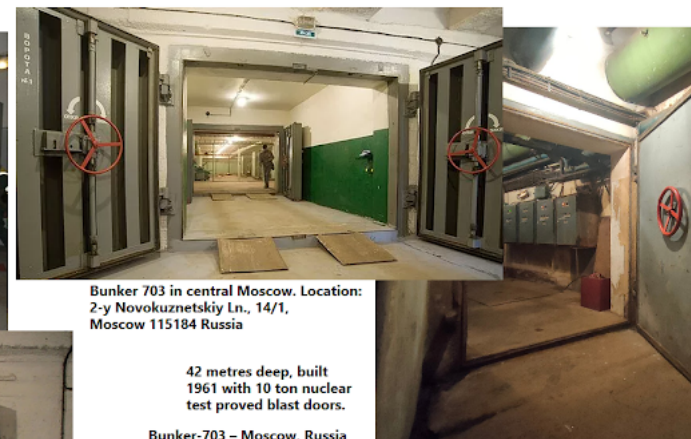 ВОРОТА
Bunker 703 in central Moscow. Location:
2-y Novokuznetskiy Ln., 14/1,
Moscow 115184 Russia
42 metres deep, built
1961 with 10 ton nuclear
test proved blast doors.
Bunker-703 – Moscow, Russia